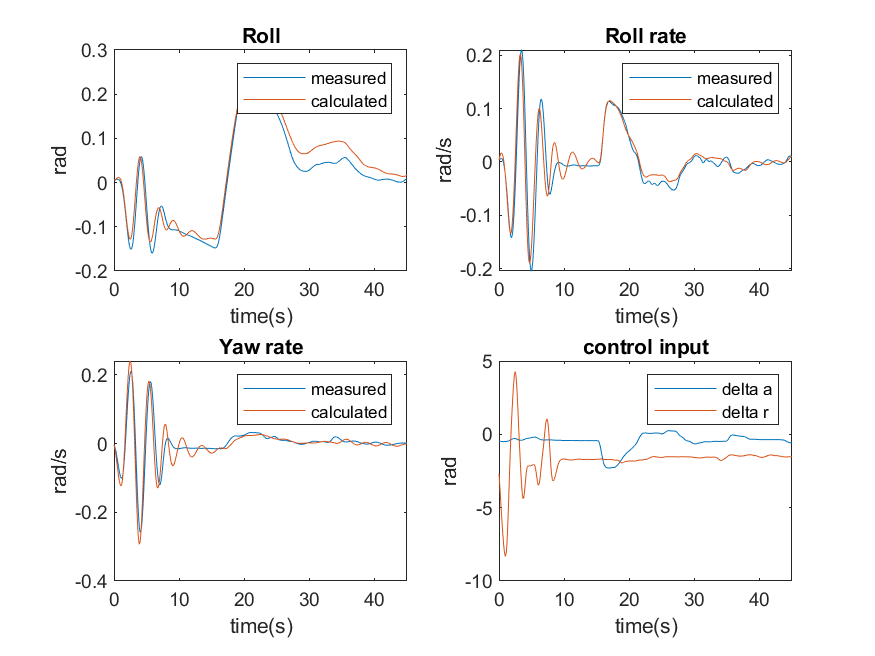 Roll
0.3
0.2
0.1
0
-0.1
-0.2
rad
0 10 20 30 40
time(s)
measured
calculated
Roll rate
0.2
0.1
0
-0.1
-0.2
rad/s
0 10 20 30 40
time(s)
measured
calculated
Yaw rate
0.2
0
-0.2
-0.4
rad/s
0 10 20 30 40
time(s)
measured
calculated
control input
5
0
-5
-10
rad
0 10 20 30 40
time(s)
delta a
delta r